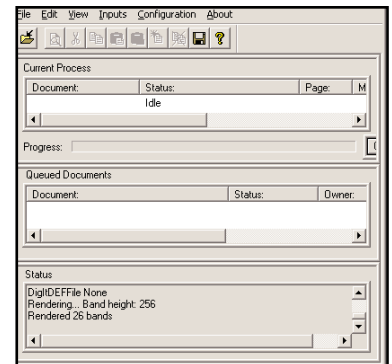 File Edit View Inputs Configuration About
Current Process
Document: Status: Page: M
Idle
Progress:
Queued Documents
Document: Status: Owner:
Status
DigItDEFFile None
Rendering... Band height: 256
Rendered 26 bands